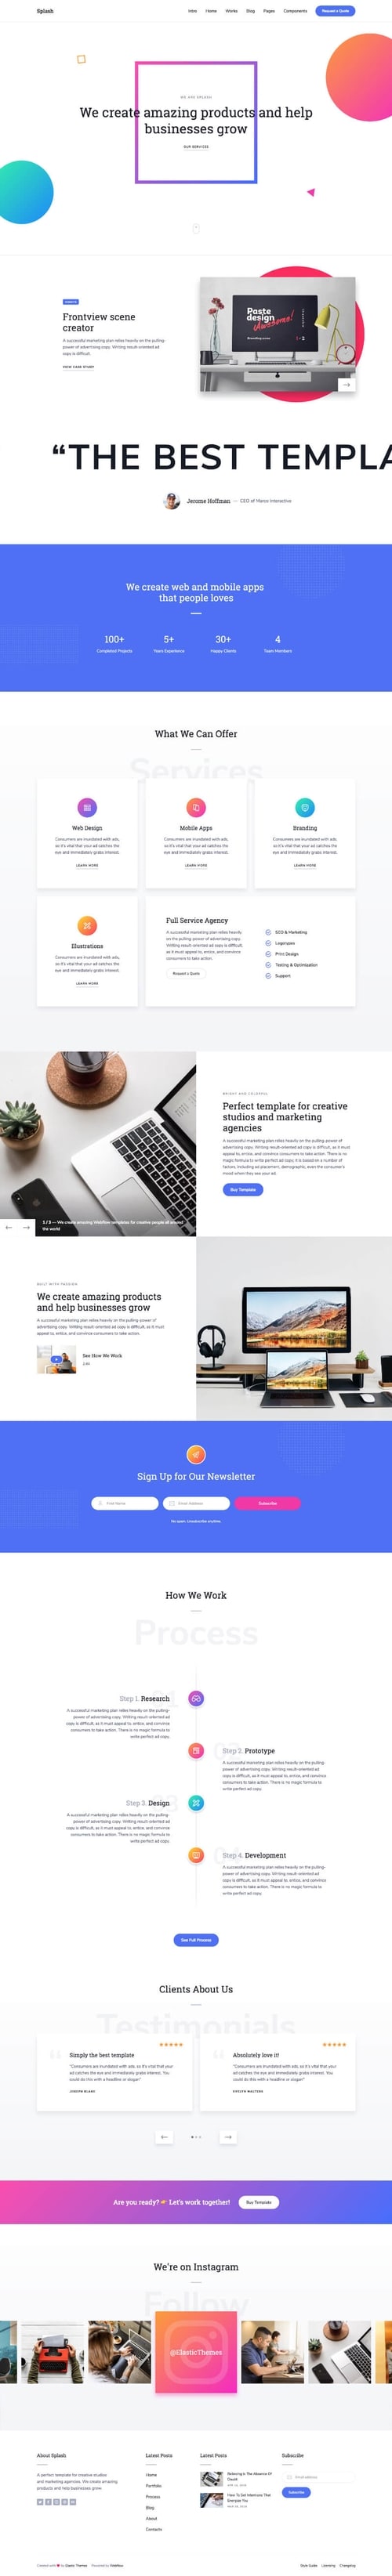 Splash
Intro Home Works Blog Pages Components Request a Quote
WE ARE SPLASH
We create amazing products and help
businesses grow
OUR SERVICES
Frontview scene
creator
A successful marketing plan relies heavily on the pulling-
power of advertising copy. Writing result-oriented ad
copy is difficult.
VIEW CASE STUDY
Paste
design
Awesome!
“THE BEST TEMPLA
Jerome Hoffman — CEO of Marco Interactive
We create web and mobile apps
that people loves
100+ 5+ 30+ 4
Completed Projects Years Experience Happy Clients Team Members
What We Can Offer
Services
Web Design
Consumers are inundated with ads,
so it's vital that your ad catches the
eye and immediately grabs interest.
LEARN MORE
Mobile Apps
Consumers are inundated with ads,
so it's vital that your ad catches the
eye and immediately grabs interest.
LEARN MORE
Branding
Consumers are inundated with ads,
so it's vital that your ad catches the
eye and immediately grabs interest.
LEARN MORE
Illustrations
Consumers are inundated with ads,
so it's vital that your ad catches the
eye and immediately grabs interest.
LEARN MORE
Full Service Agency
A successful marketing plan relies heavily
on the pulling-power of advertising copy.
Writing result-oriented ad copy is difficult,
as it must appeal to, entice, and convince
consumers to take action.
Request a Quote
SEO & Marketing
Logotypes
Print Design
Testing & Optimization
Support
1 / 3 — We create amazing Webflow templates for creative people all around
the world
BRIGHT AND COLORFUL
Perfect template for creative
studios and marketing
agencies
A successful marketing plan relies heavily on the pulling-power of
advertising copy. Writing result-oriented ad copy is difficult, as it must
appeal to, entice, and convince consumers to take action. There is no
magic formula to write perfect ad copy; it is based on a number of
factors, including ad placement, demographic, even the consumer's
mood when they see your ad.
Buy Template
BUILT WITH PASSION
We create amazing products
and help businesses grow
A successful marketing plan relies heavily on the pulling-power of
advertising copy. Writing result-oriented ad copy is difficult, as it must
appeal to, entice, and convince consumers to take action.
See How We Work
Sign Up for Our Newsletter
First Name Email Address Subscribe
No spam. Unsubscribe anytime.
How We Work
Process
Step 1. Research
A successful marketing plan relies heavily on the pulling-
power of advertising copy. Writing result-oriented ad
copy is difficult, as it must appeal to, entice, and convince
consumers to take action. There is no magic formula to
write perfect ad copy.
Step 2. Prototype
A successful marketing plan relies heavily on the pulling-
power of advertising copy. Writing result-oriented ad
copy is difficult, as it must appeal to, entice, and convince
consumers to take action. There is no magic formula to
write perfect ad copy.
Step 3. Design
A successful marketing plan relies heavily on the pulling-
power of advertising copy. Writing result-oriented ad
copy is difficult, as it must appeal to, entice, and convince
consumers to take action. There is no magic formula to
write perfect ad copy.
Step 4. Development
A successful marketing plan relies heavily on the pulling-
power of advertising copy. Writing result-oriented ad
copy is difficult, as it must appeal to, entice, and convince
consumers to take action. There is no magic formula to
write perfect ad copy.
See Full Process
Clients About Us
Testimonials
Simply the best template
"Consumers are inundated with ads, so it's vital that your
ad catches the eye and immediately grabs interest. You
could do this with a headline or slogan"
JOSEPH BLANK
Absolutely love it!
"Consumers are inundated with ads, so it's vital that your
ad catches the eye and immediately grabs interest. You
could do this with a headline or slogan"
EVELYN WALTERS
Are you ready? 👉 Let's work together! Buy Template
We're on Instagram
Follow
@ElasticThemes
About Splash
A perfect template for creative studios
and marketing agencies. We create amazing
products and help businesses grow
Latest Posts
Home
Portfolio
Process
Blog
About
Contacts
Latest Posts
Relaxing In The Absence Of
Doubt
How To Set Intentions That
Energize You
Subscribe
Email address
Subscribe
Created with ❤ by Elastic Themes Powered by Webflow
Style Guide Licensing Changelog